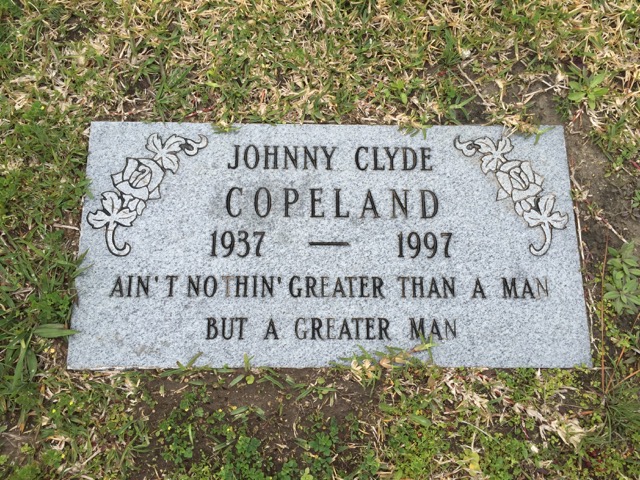 JOHNNY CLYDE
COPELAND
1937 — 1997
AIN'T NOTHIN' GREATER THAN A MAN
BUT A GREATER MAN